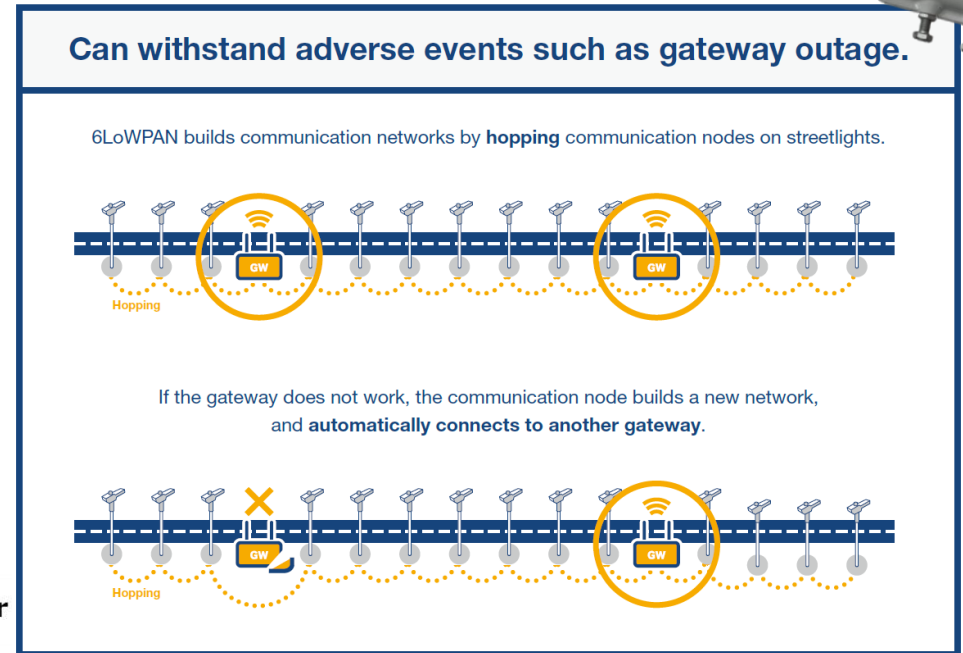 Can withstand adverse events such as gateway outage.
6LoWPAN builds communication networks by hopping communication nodes on streetlights.
GW
GW
Hopping
If the gateway does not work, the communication node builds a new network,
and automatically connects to another gateway.
GW
GW
Hopping
r